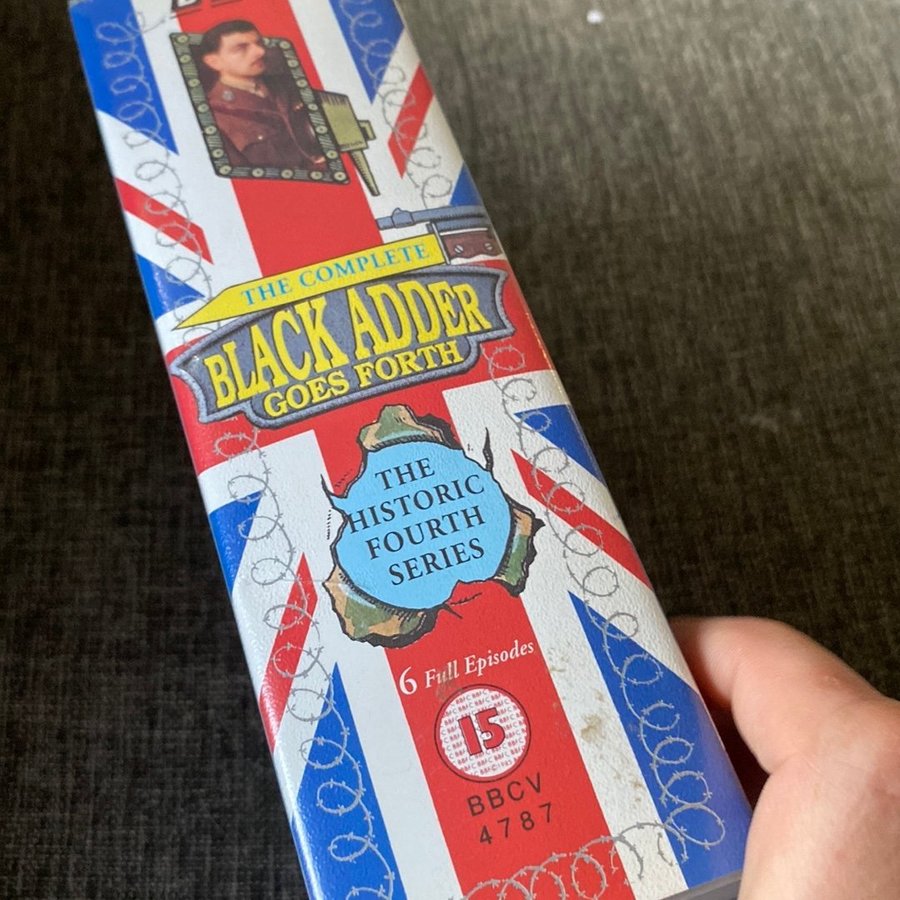 THE COMPLETE
BLACK ADDER
GOES FORTH
THE
HISTORIC
FOURTH
SERIES
6 Full Episodes
15
BBCV
4787